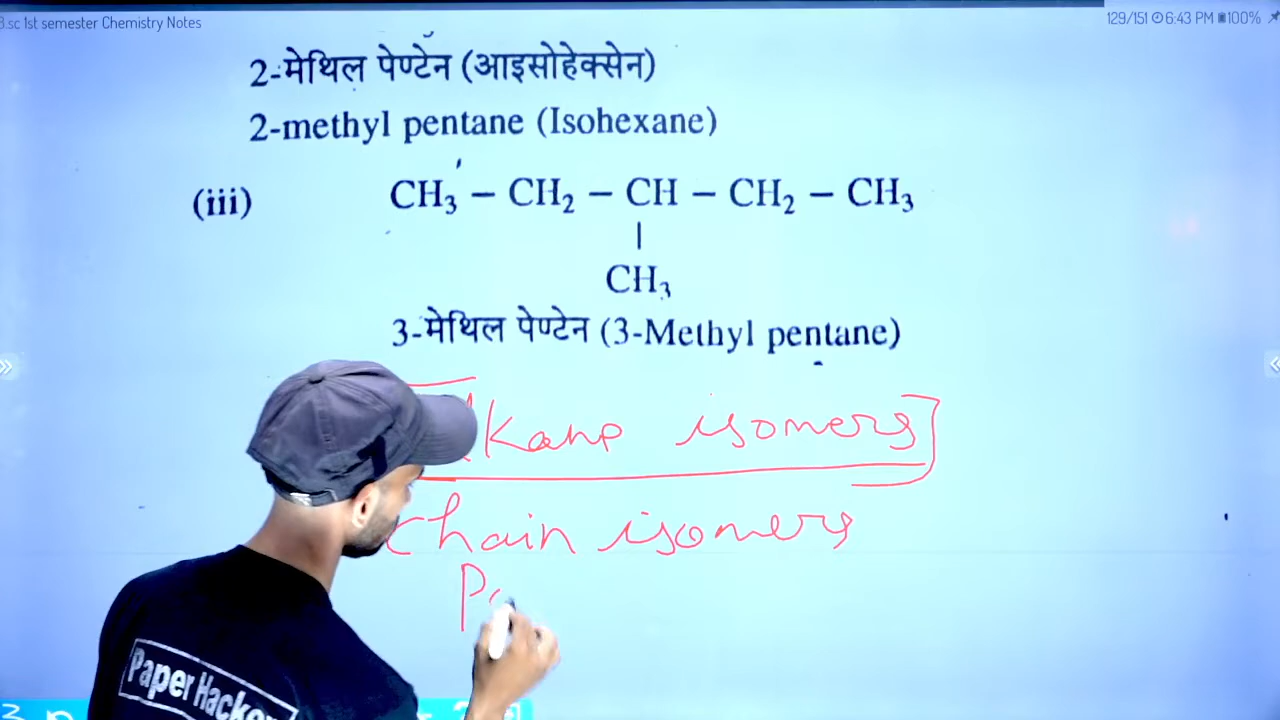 B.sc 1st semester Chemistry Notes
129/151 6:43 PM 100%
2-मेथिल पेण्टेन (आइसोहेक्सेन)
2-methyl pentane (Isohexane)
(iii) CH₃ – CH₂ – CH – CH₂ – CH₃
|
CH₃
3-मेथिल पेण्टेन (3-Methyl pentane)
isomers]
chain isomers
Paper Hacker